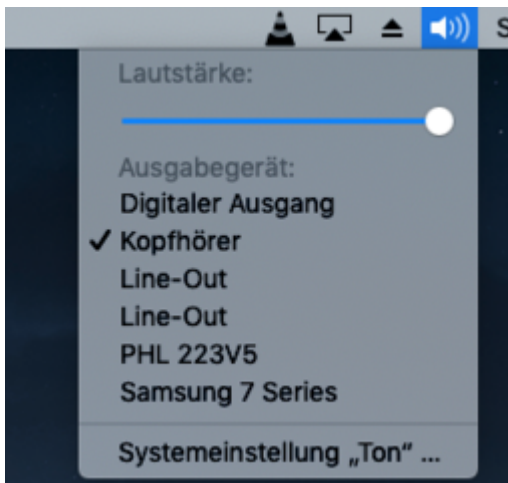 S
Lautstärke:
Ausgabegerät:
Digitaler Ausgang
Kopfhörer
Line-Out
Line-Out
PHL 223V5
Samsung 7 Series
Systemeinstellung „Ton“ ...